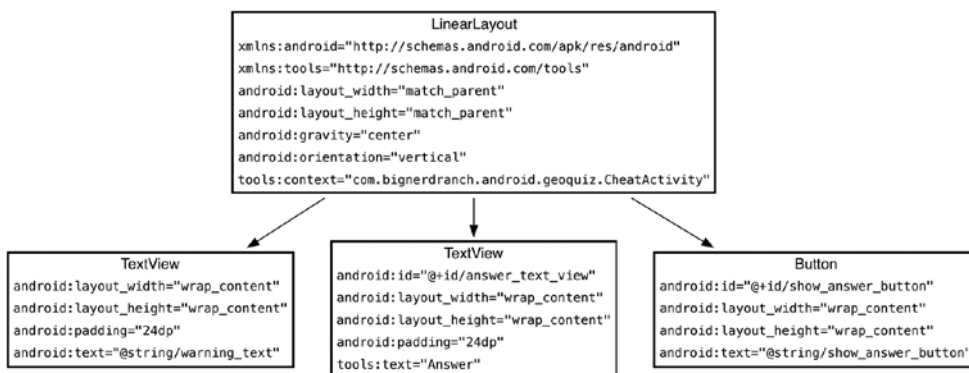 LinearLayout
xmlns:android="http://schemas.android.com/apk/res/android"
xmlns:tools="http://schemas.android.com/tools"
android:layout_width="match_parent"
android:layout_height="match_parent"
android:gravity="center"
android:orientation="vertical"
tools:context="com.bignerdranch.android.geoquiz.CheatActivity"
TextView
android:layout_width="wrap_content"
android:layout_height="wrap_content"
android:padding="24dp"
android:text="@string/warning_text"
TextView
android:id="@+id/answer_text_view"
android:layout_width="wrap_content"
android:layout_height="wrap_content"
android:padding="24dp"
tools:text="Answer"
Button
android:id="@+id/show_answer_button"
android:layout_width="wrap_content"
android:layout_height="wrap_content"
android:text="@string/show_answer_button"